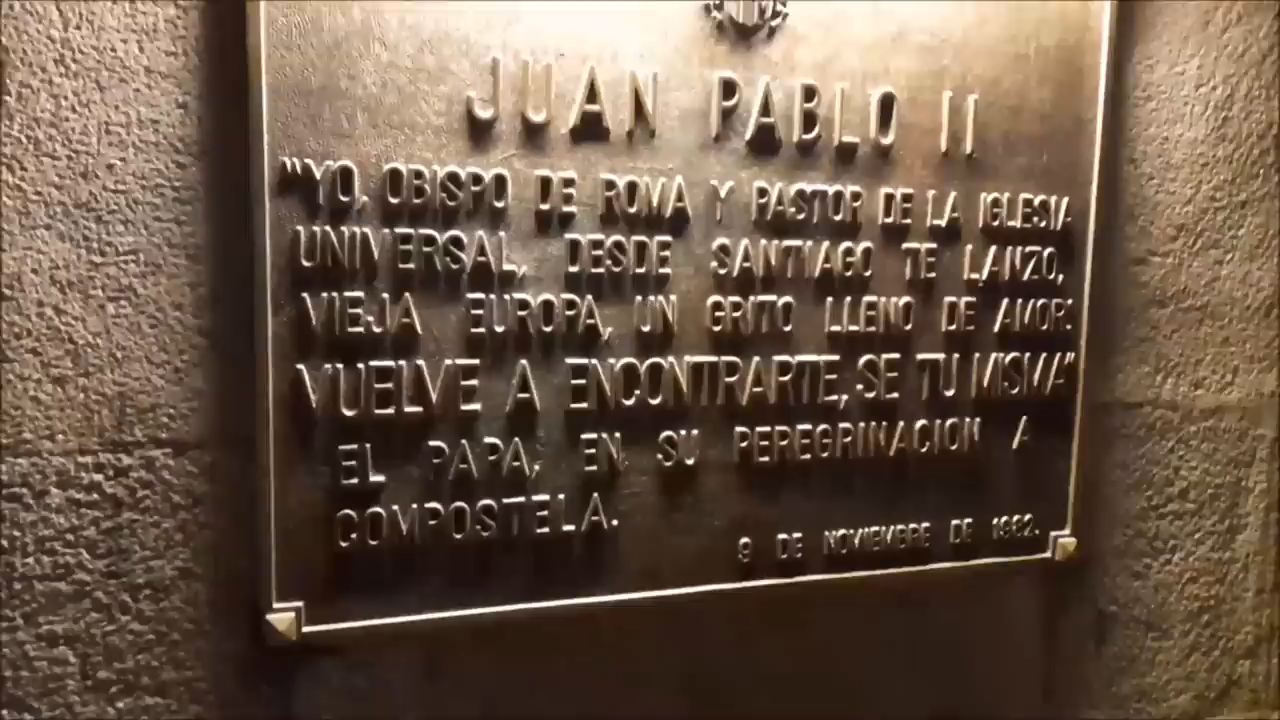 JUAN PABLO II
"YO, OBISPO DE ROMA Y PASTOR DE LA IGLESIA
UNIVERSAL, DESDE SANTIAGO TE LANZO,
VIEJA EUROPA, UN GRITO LLENO DE AMOR:
VUELVE A ENCONTRARTE, SE TU MISMA"
EL PAPA, EN SU PEREGRINACION A
COMPOSTELA.
9 DE NOVIEMBRE DE 1982.